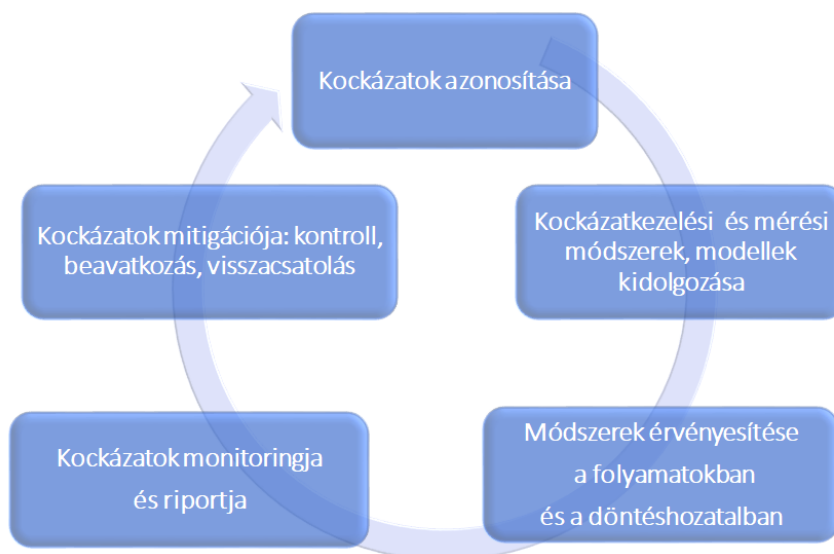 Kockázatok azonosítása
Kockázatkezelési és mérési
módszerek, modellek
kidolgozása
Módszerek érvényesítése
a folyamatokban
és a döntéshozatalban
Kockázatok monitoringja
és riportja
Kockázatok mitigációja: kontroll,
beavatkozás, visszacsatolás